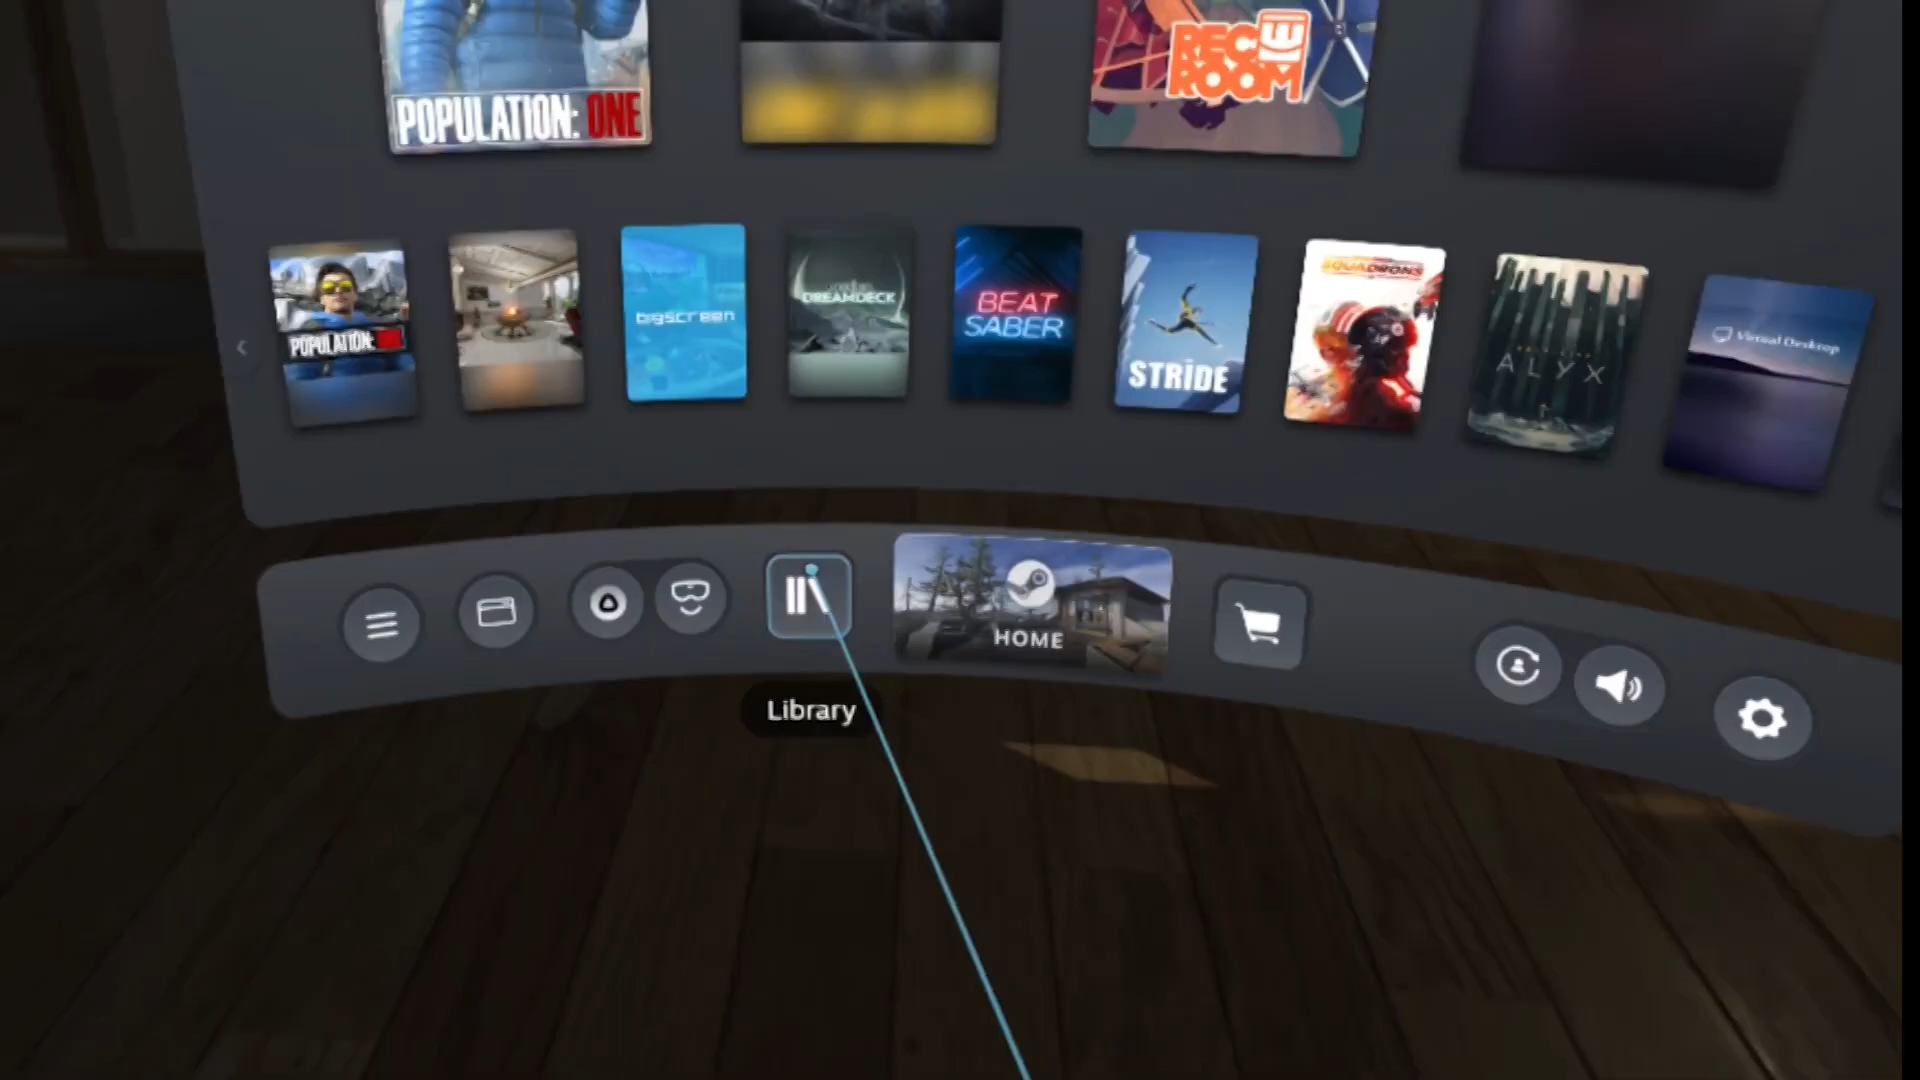 POPULATION: ONE
REC
ROOM
POPULATION:
bigscreen
DREAMDECK
BEAT
SABER
STRIDE
SQUADRONS
ALYX
Virtual Desktop
HOME
Library